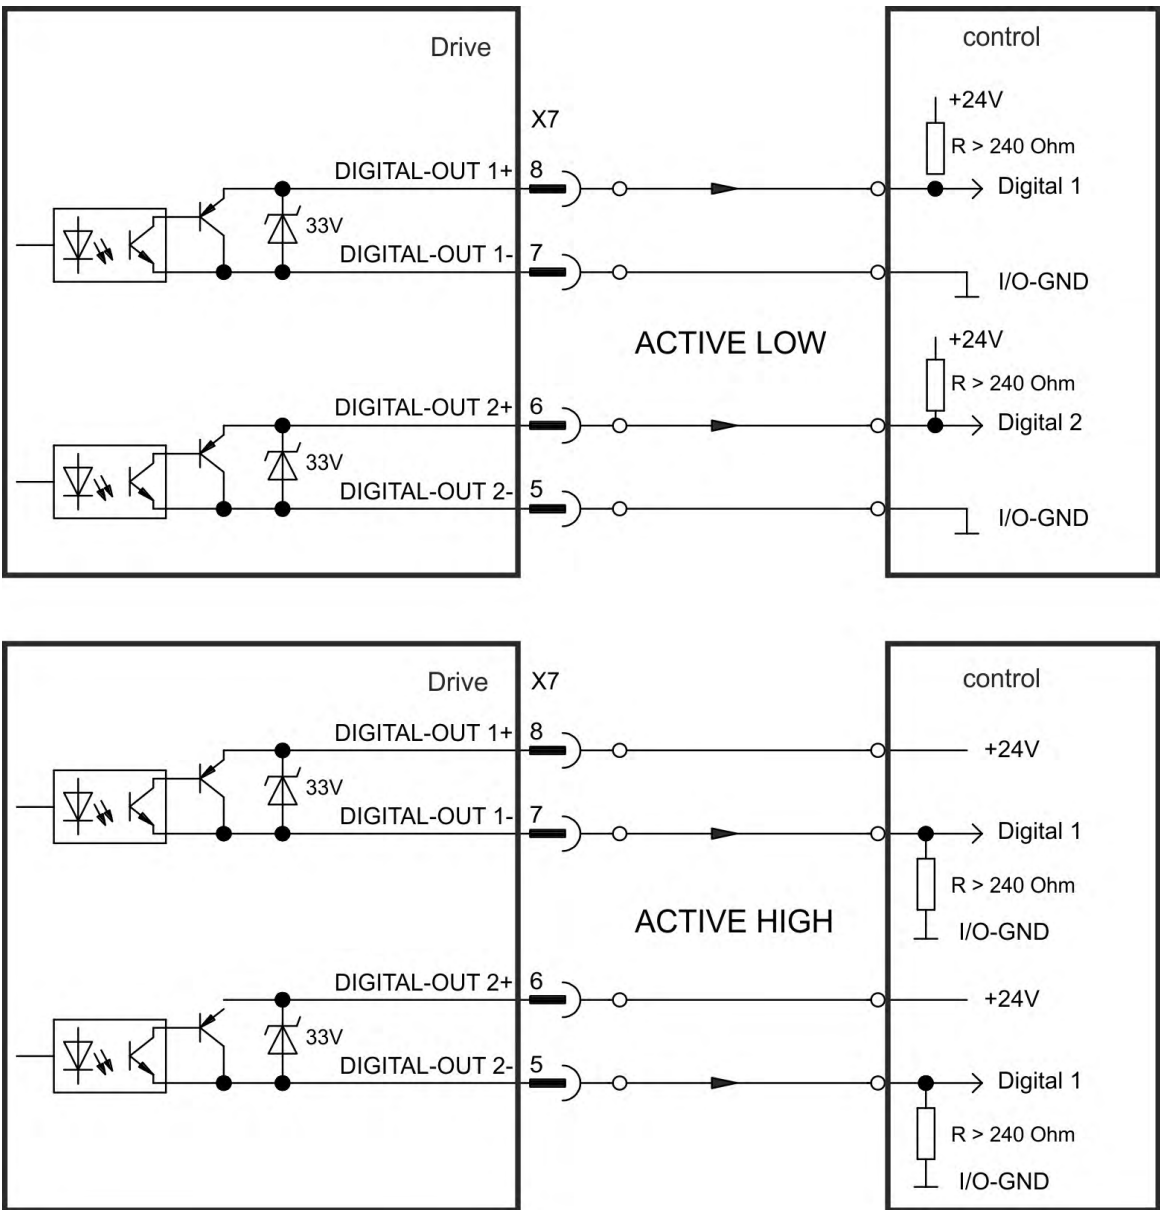 Drive
control
+24V
X7
R > 240 Ohm
DIGITAL-OUT 1+
8
Digital 1
33V
DIGITAL-OUT 1-
7
I/O-GND
ACTIVE LOW
+24V
R > 240 Ohm
DIGITAL-OUT 2+
6
Digital 2
33V
DIGITAL-OUT 2-
5
I/O-GND
Drive
X7
control
DIGITAL-OUT 1+
8
+24V
33V
DIGITAL-OUT 1-
7
Digital 1
R > 240 Ohm
ACTIVE HIGH
I/O-GND
DIGITAL-OUT 2+
6
+24V
33V
DIGITAL-OUT 2-
5
Digital 1
R > 240 Ohm
I/O-GND